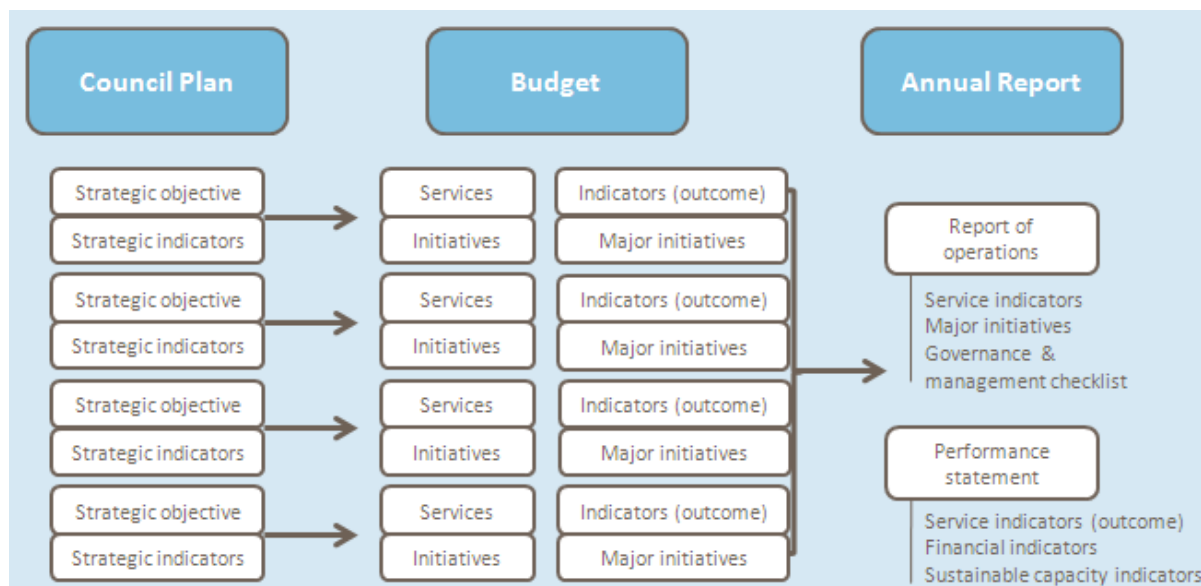 Council Plan
Budget
Annual Report
Strategic objective
Strategic indicators
Strategic objective
Strategic indicators
Strategic objective
Strategic indicators
Strategic objective
Strategic indicators
Services
Indicators (outcome)
Initiatives
Major initiatives
Services
Indicators (outcome)
Initiatives
Major initiatives
Services
Indicators (outcome)
Initiatives
Major initiatives
Services
Indicators (outcome)
Initiatives
Major initiatives
Report of
operations
Service indicators
Major initiatives
Governance &
management checklist
Performance
statement
Service indicators (outcome)
Financial indicators
Sustainable capacity indicators